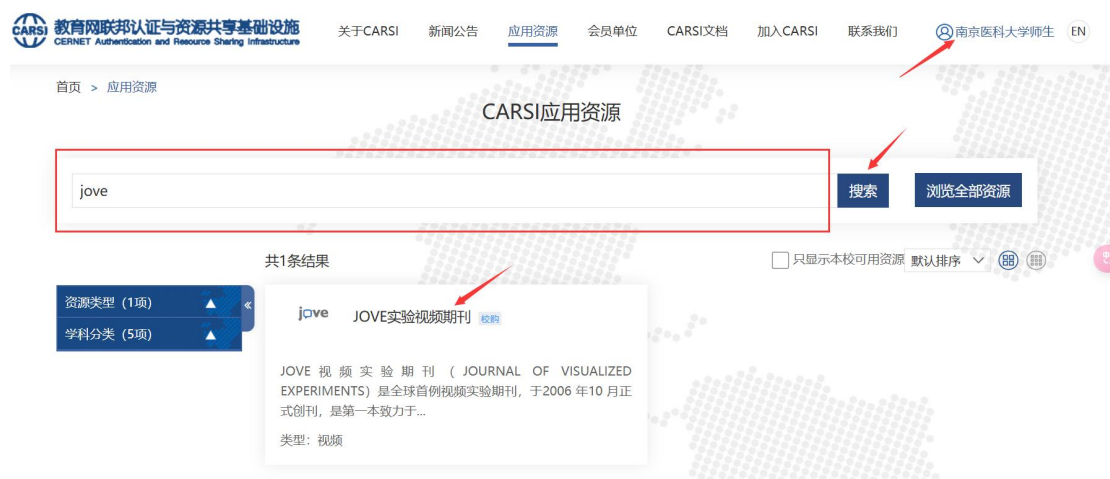 CARSI 教育网联邦认证与资源共享基础设施
CERNET Authentication and Resource Sharing Infrastructure
关于CARSI 新闻公告 应用资源 会员单位 CARSI文档 加入CARSI 联系我们 南京医科大学师生 EN
首页 > 应用资源
CARSI应用资源
jove 搜索 浏览全部资源
共1条结果 只显示本校可用资源 默认排序
资源类型（1项）
学科分类（5项）
jove JOVE实验视频期刊 校购
JOVE 视频实验期刊（JOURNAL OF VISUALIZED
EXPERIMENTS）是全球首例视频实验期刊，于2006 年10 月正
式创刊，是第一本致力于...
类型：视频